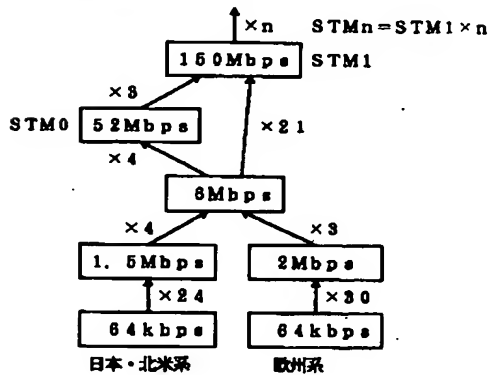 ×n STMn=STM1×n
150Mbps STM1
×3
STM0 52Mbps ×21
×4
6Mbps
×4 ×3
1.5Mbps 2Mbps
×24 ×30
64kbps 64kbps
日本・北米系 欧州系